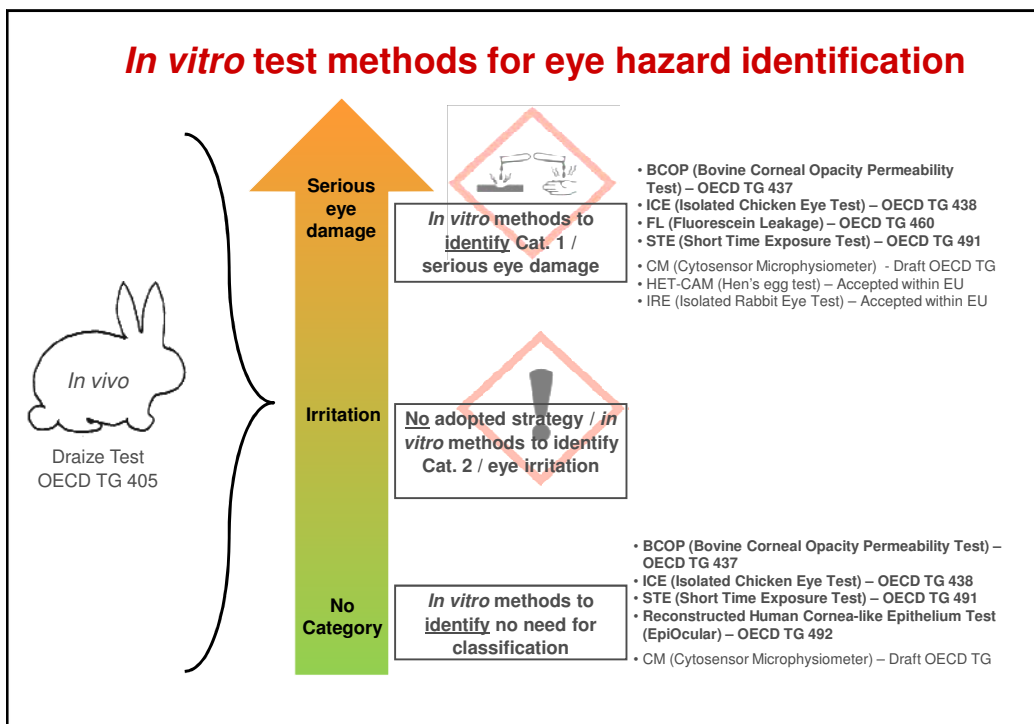 In vitro test methods for eye hazard identification
In vivo
Draize Test
OECD TG 405
Serious
eye
damage
Irritation
No
Category
In vitro methods to
identify Cat. 1 /
serious eye damage
• BCOP (Bovine Corneal Opacity Permeability
Test) – OECD TG 437
• ICE (Isolated Chicken Eye Test) – OECD TG 438
• FL (Fluorescein Leakage) – OECD TG 460
• STE (Short Time Exposure Test) – OECD TG 491
• CM (Cytosensor Microphysiometer) - Draft OECD TG
• HET-CAM (Hen's egg test) – Accepted within EU
• IRE (Isolated Rabbit Eye Test) – Accepted within EU
No adopted strategy / in
vitro methods to identify
Cat. 2 / eye irritation
In vitro methods to
identify no need for
classification
• BCOP (Bovine Corneal Opacity Permeability Test) –
OECD TG 437
• ICE (Isolated Chicken Eye Test) – OECD TG 438
• STE (Short Time Exposure Test) – OECD TG 491
• Reconstructed Human Cornea-like Epithelium Test
(EpiOcular) – OECD TG 492
• CM (Cytosensor Microphysiometer) – Draft OECD TG